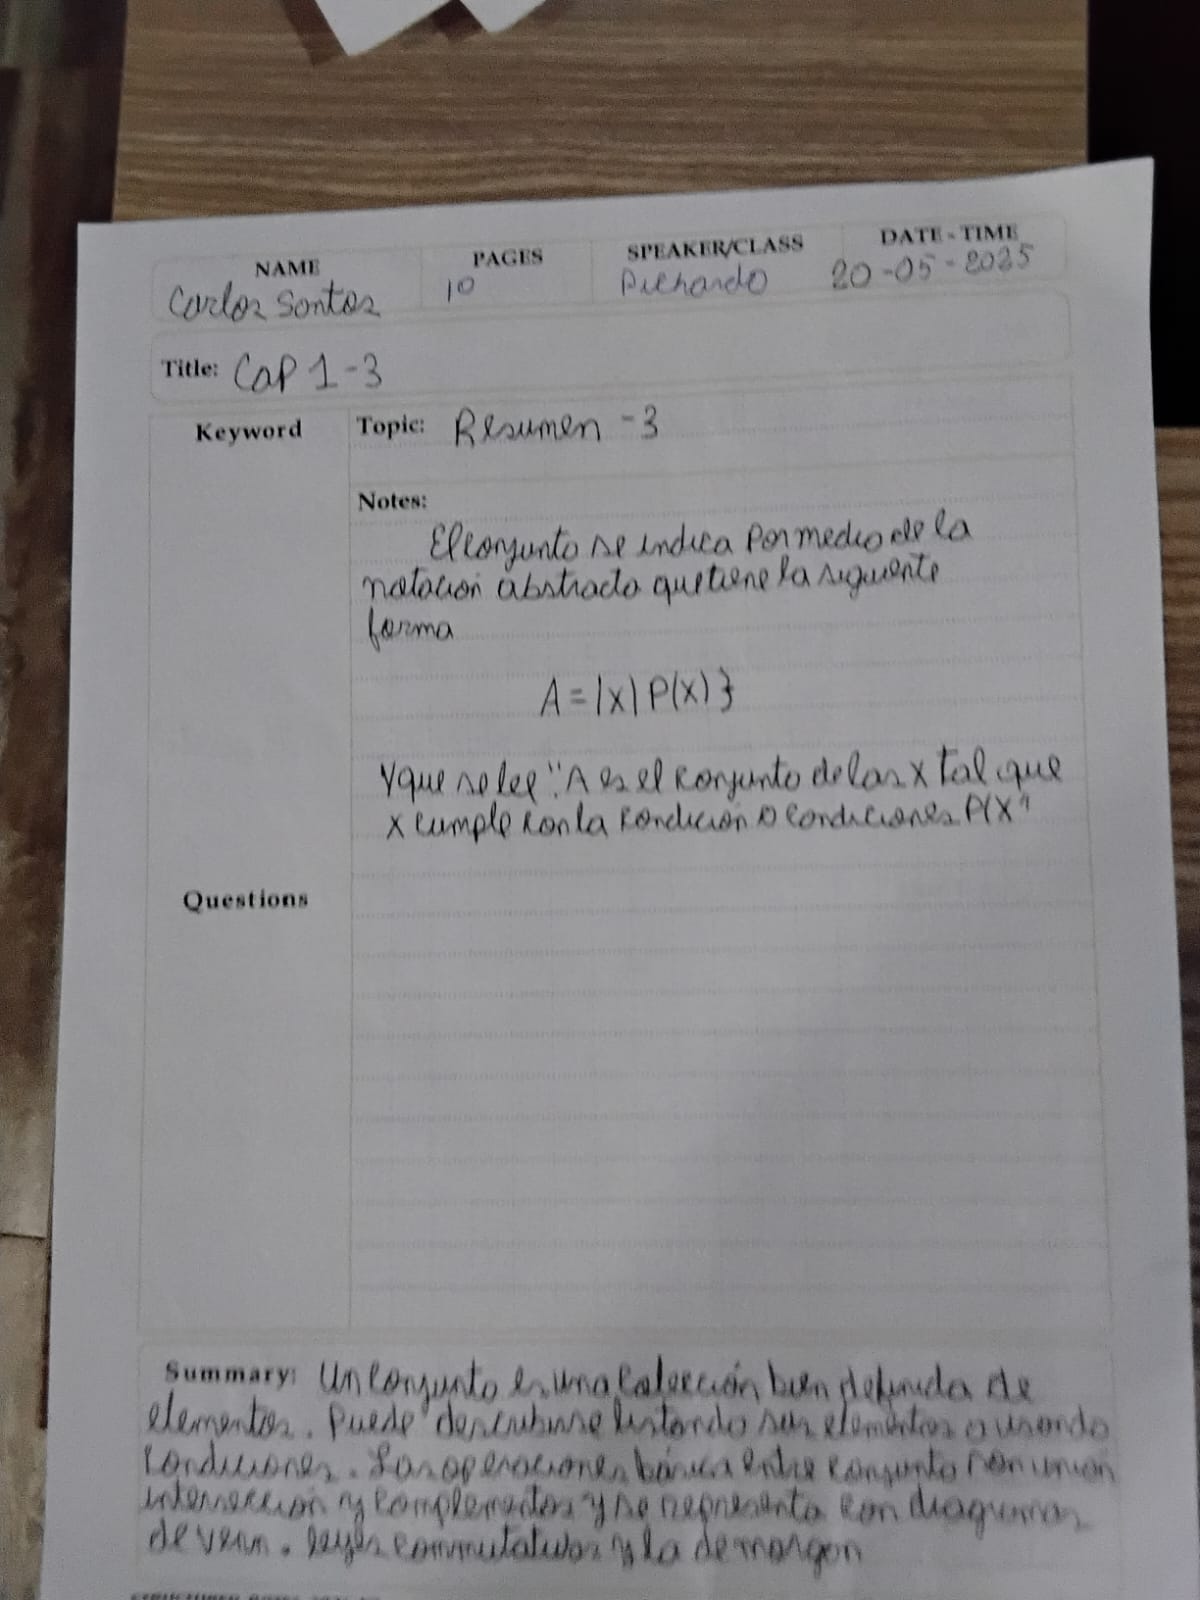 NAME PAGES SPEAKER/CLASS DATE - TIME
Carlos Santos 10 Pichardo 20-05-2025
Title: Cap 1-3
Keyword Topic: Resumen -3
Notes:
El conjunto se indica por medio de la
notación abstracta que tiene la siguiente
forma
A = |x| P(x)}
Y que se lee "A es el conjunto de las x tal que
x cumple con la condición o condiciones P(x"
Questions
Summary: Un Conjunto es una Colección bien definida de
elementos. Puede describirse listando sus elementos o usando
condiciones. Las operaciones básica entre conjunto son unión
intersección y complementos y se representa con diagramas
de venn. leyes conmutativas y la de morgan